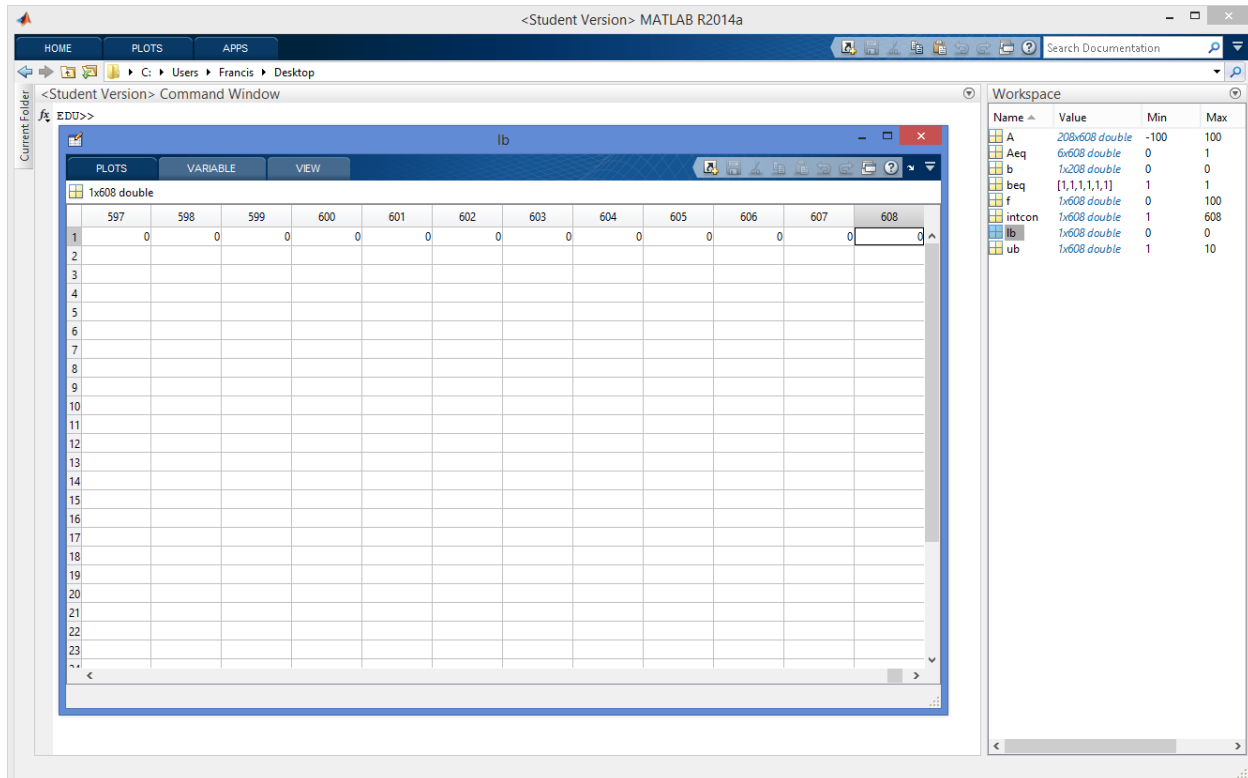 <Student Version> MATLAB R2014a
HOME PLOTS APPS Search Documentation
C: Users Francis Desktop
Current Folder
<Student Version> Command Window
fx EDU>>
lb
PLOTS VARIABLE VIEW
1x608 double
597 598 599 600 601 602 603 604 605 606 607 608
1 0 0 0 0 0 0 0 0 0 0 0 0
2
3
4
5
6
7
8
9
10
11
12
13
14
15
16
17
18
19
20
21
22
23
24
Workspace
Name Value Min Max
A 208x608 double -100 100
Aeq 6x608 double 0 1
b 1x208 double 0 0
beq [1,1,1,1,1,1] 1 1
f 1x608 double 0 100
intcon 1x608 double 1 608
lb 1x608 double 0 0
ub 1x608 double 1 10